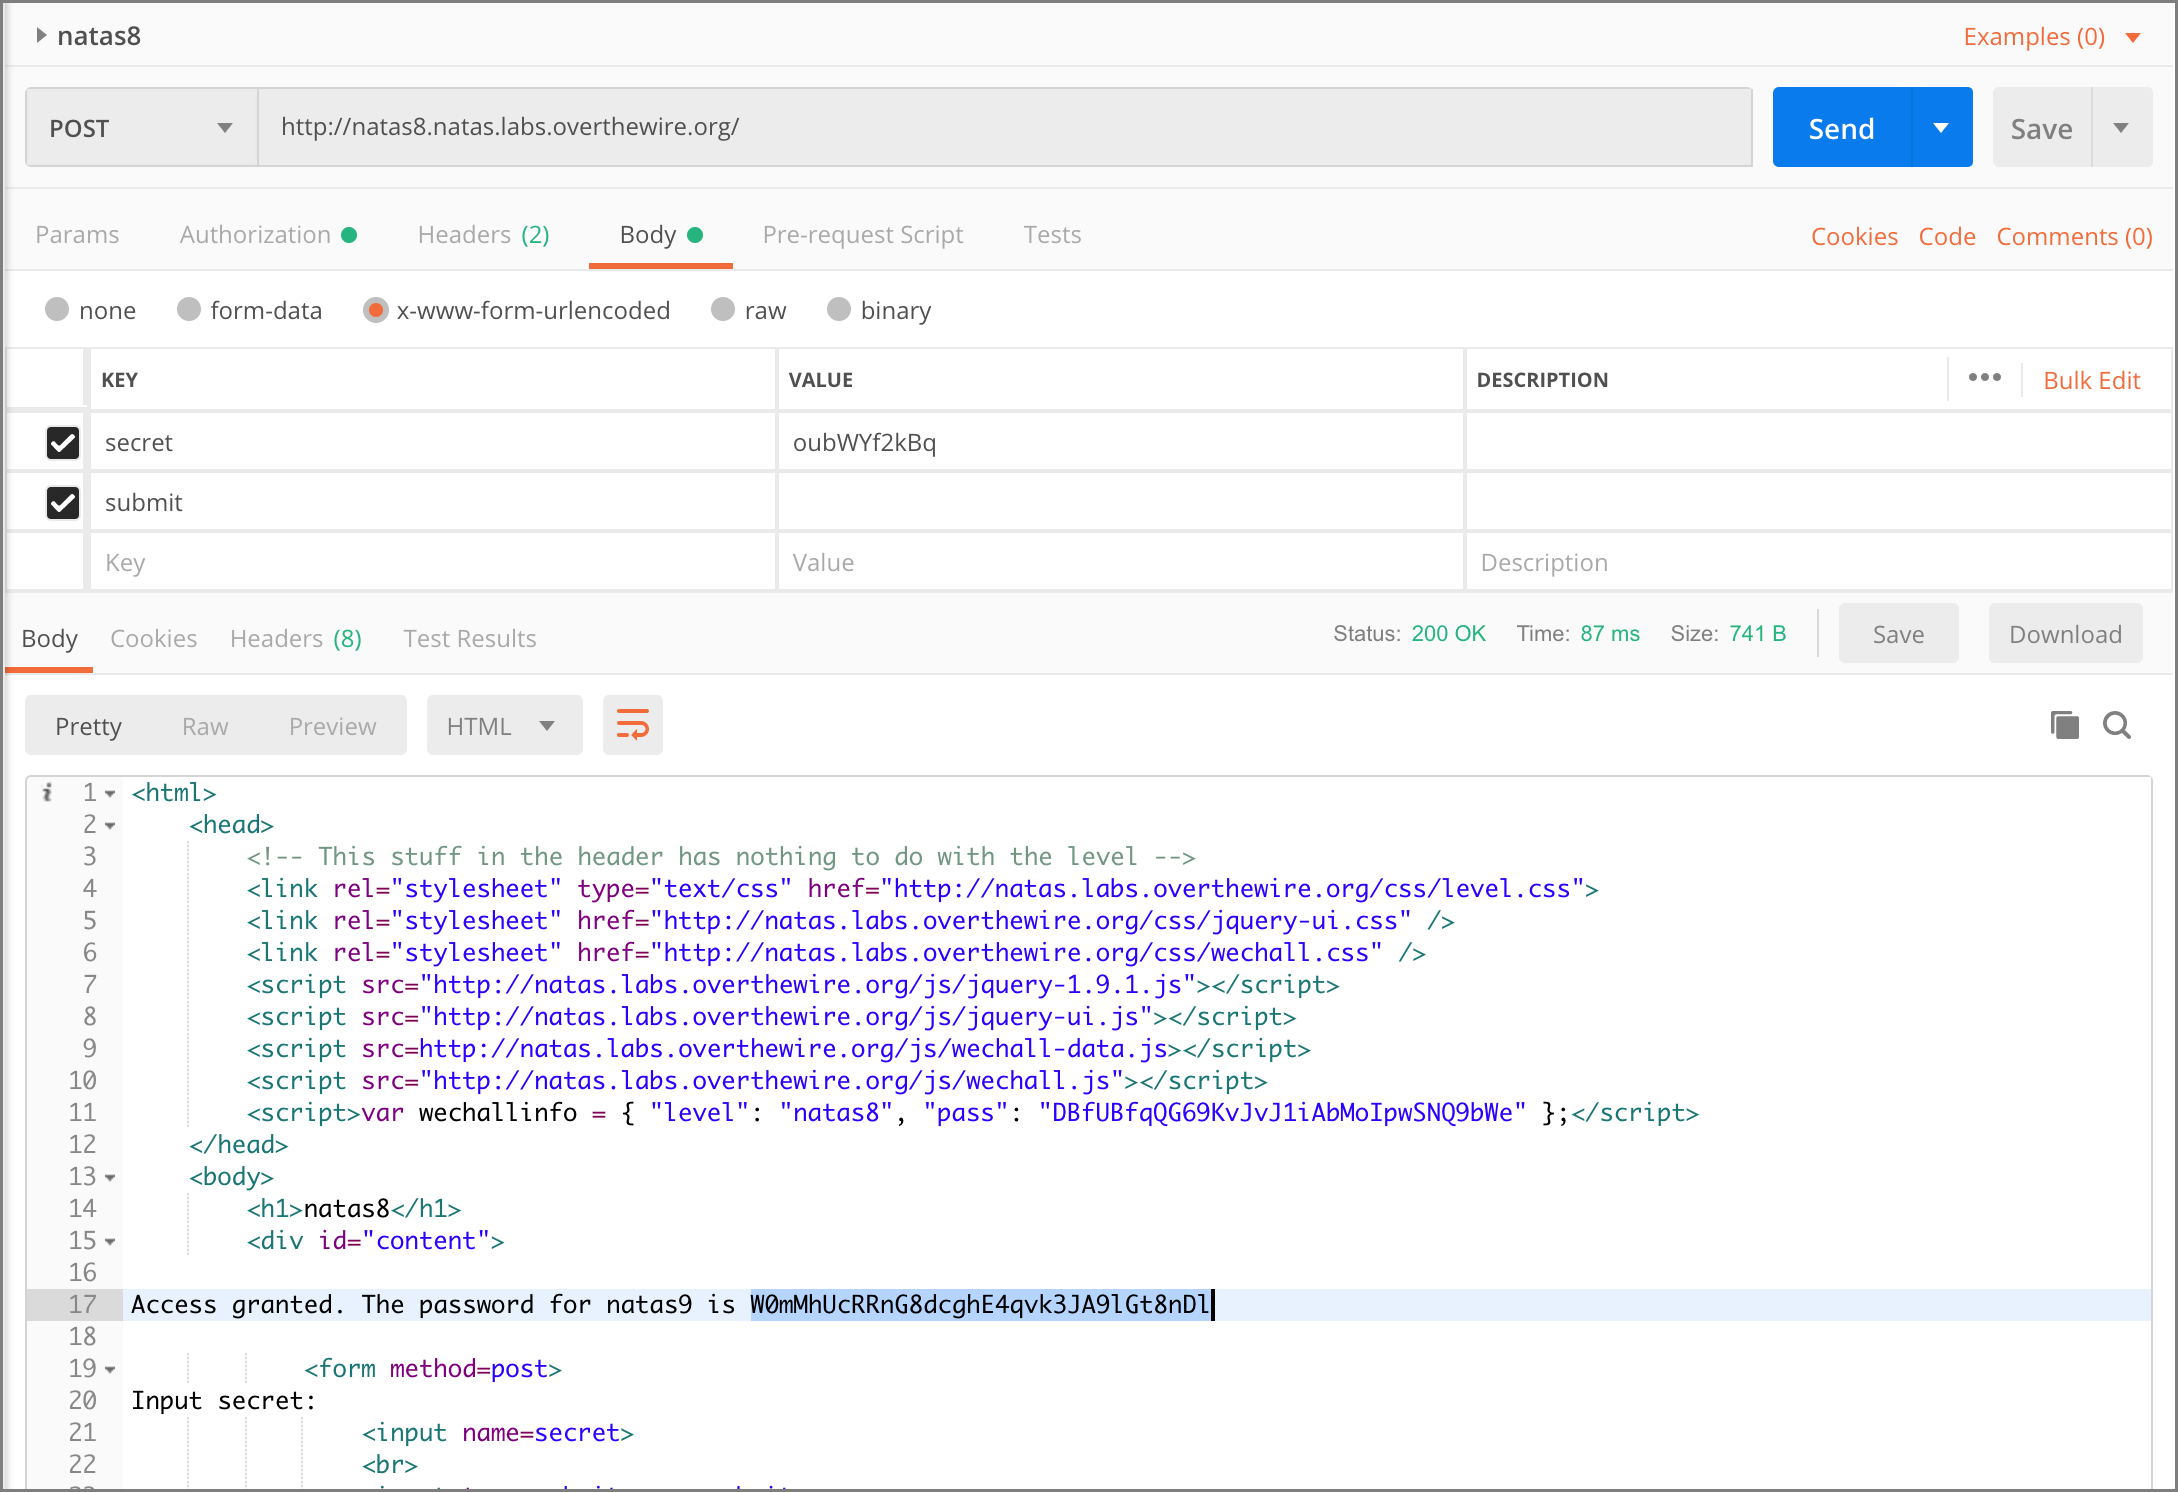 natas8 Examples (0)
POST http://natas8.natas.labs.overthewire.org/ Send Save
Params Authorization Headers (2) Body Pre-request Script Tests Cookies Code Comments (0)
none form-data x-www-form-urlencoded raw binary
KEY VALUE DESCRIPTION ••• Bulk Edit
secret oubWYf2kBq
submit
Key Value Description
Body Cookies Headers (8) Test Results Status: 200 OK Time: 87 ms Size: 741 B Save Download
Pretty Raw Preview HTML
i 1 <html>
2 <head>
3 <!-- This stuff in the header has nothing to do with the level -->
4 <link rel="stylesheet" type="text/css" href="http://natas.labs.overthewire.org/css/level.css">
5 <link rel="stylesheet" href="http://natas.labs.overthewire.org/css/jquery-ui.css" />
6 <link rel="stylesheet" href="http://natas.labs.overthewire.org/css/wechall.css" />
7 <script src="http://natas.labs.overthewire.org/js/jquery-1.9.1.js"></script>
8 <script src="http://natas.labs.overthewire.org/js/jquery-ui.js"></script>
9 <script src=http://natas.labs.overthewire.org/js/wechall-data.js></script>
10 <script src="http://natas.labs.overthewire.org/js/wechall.js"></script>
11 <script>var wechallinfo = { "level": "natas8", "pass": "DBfUBfqQG69KvJvJ1iAbMoIpwSNQ9bWe" };</script>
12 </head>
13 <body>
14 <h1>natas8</h1>
15 <div id="content">
16
17 Access granted. The password for natas9 is W0mMhUcRRnG8dcghE4qvk3JA9lGt8nDl
18
19 <form method=post>
20 Input secret:
21 <input name=secret>
22 <br>